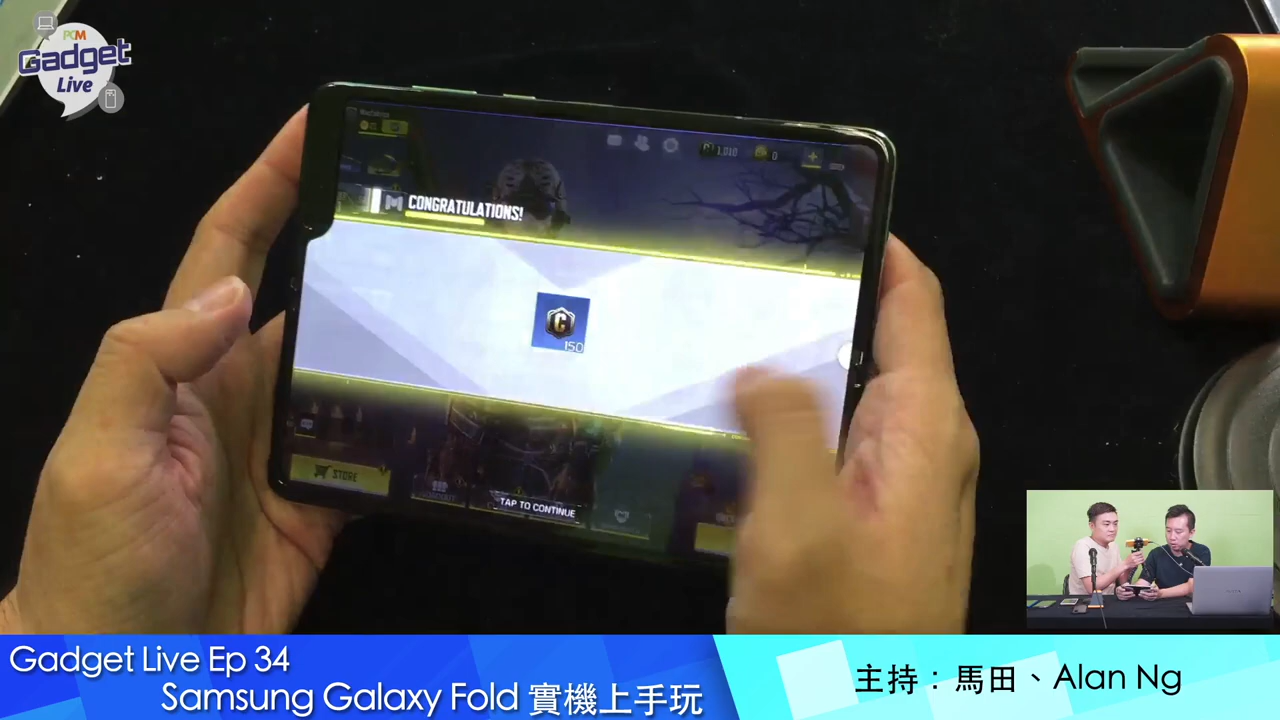 PCM
Gadget
Live
1,010
0
CONGRATULATIONS!
C
150
STORE
TAP TO CONTINUE
Gadget Live Ep 34
Samsung Galaxy Fold 實機上手玩
主持：馬田、Alan Ng